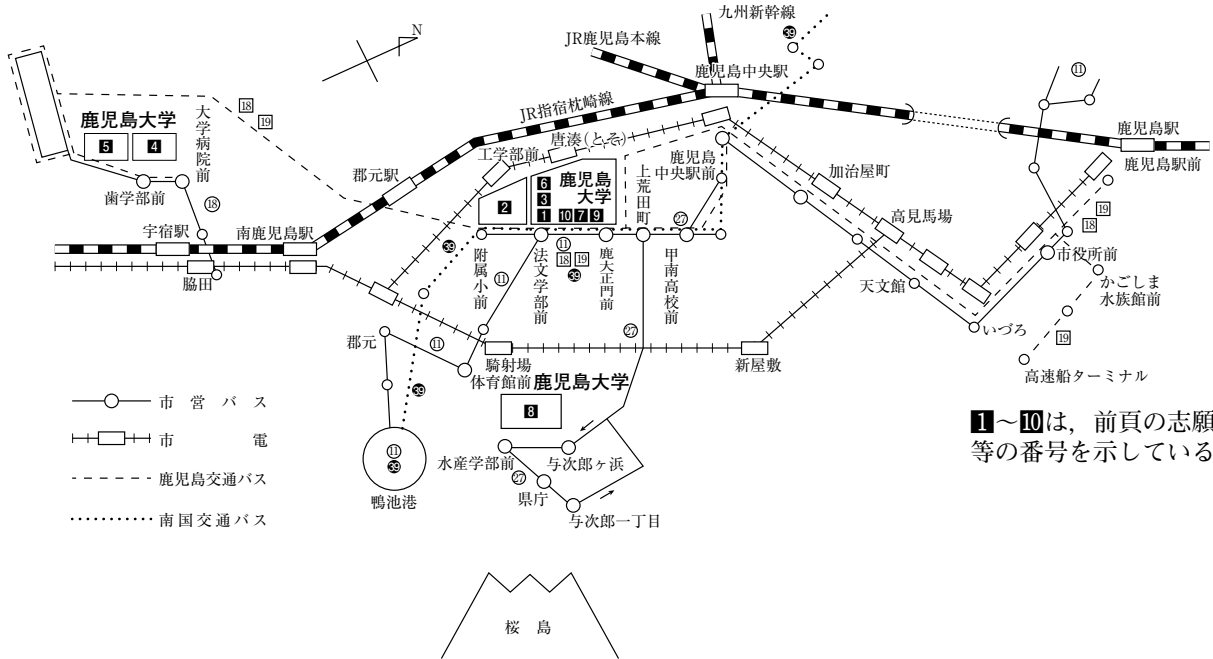 九州新幹線
N
JR鹿児島本線
㊴
鹿児島中央駅
⑪
鹿児島大学
5
4
大学病院前
18
19
JR指宿枕崎線
唐湊(とそ)
工学部前
鹿児島駅
鹿児島駅前
郡元駅
2
6
3
1
10
7
9
鹿児島
大学
上荒田町
鹿児島
中央駅前
加治屋町
歯学部前
⑱
高見馬場
㉗
19
18
宇宿駅
南鹿児島駅
㊴
附属小前
法文学部前
⑪
18
19
㊴
鹿大正門前
甲南高校前
市役所前
かごしま
水族館前
脇田
⑪
天文館
いづろ
19
郡元
⑪
㉗
騎射場
新屋敷
高速船ターミナル
体育館前
鹿児島大学
㊴
8
市営バス
市電
鹿児島交通バス
南国交通バス
⑪
㊴
鴨池港
水産学部前
与次郎ヶ浜
㉗
県庁
与次郎一丁目
1～10は，前頁の志願
等の番号を示している
桜島